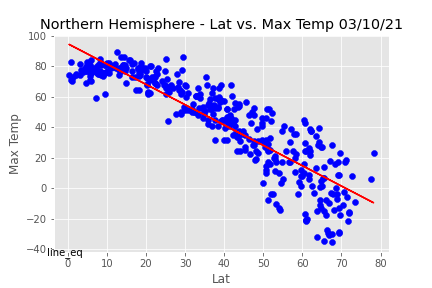 Northern Hemisphere - Lat vs. Max Temp 03/10/21
100
80
60
40
20
0
−20
−40
Max Temp
line_eq
0 10 20 30 40 50 60 70 80
Lat